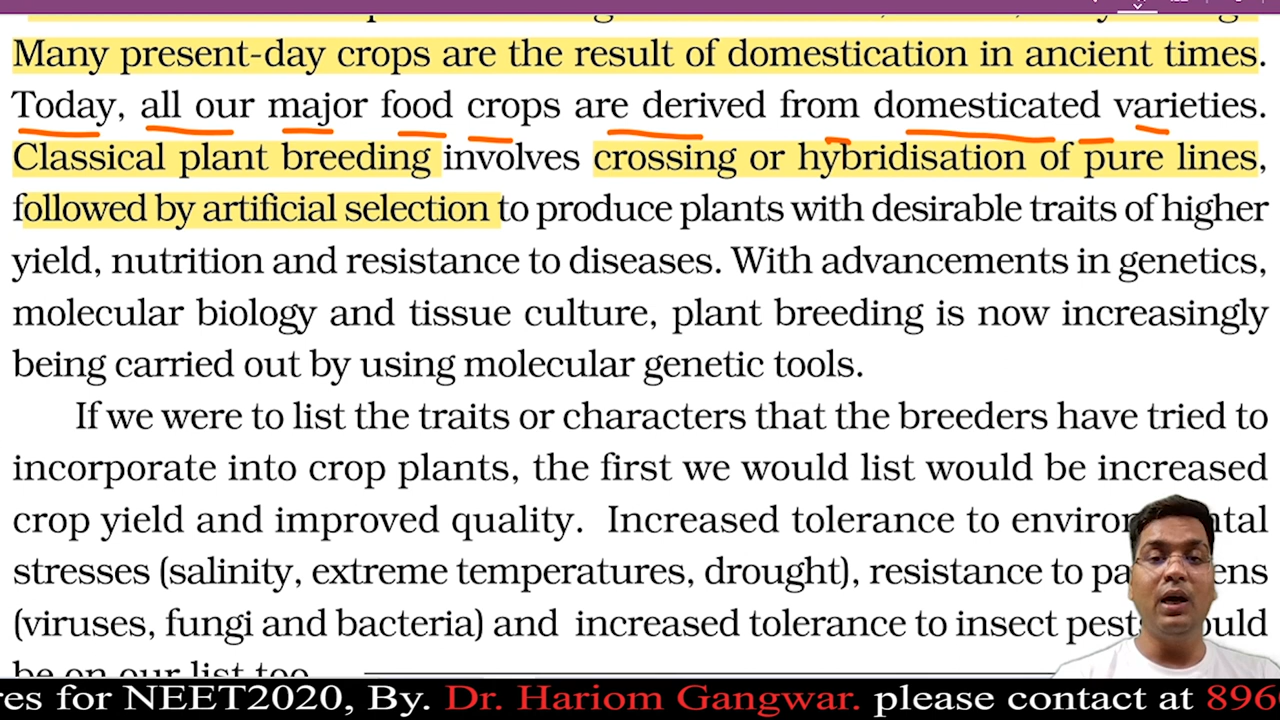 Many present-day crops are the result of domestication in ancient times.
Today, all our major food crops are derived from domesticated varieties.
Classical plant breeding involves crossing or hybridisation of pure lines,
followed by artificial selection to produce plants with desirable traits of higher
yield, nutrition and resistance to diseases. With advancements in genetics,
molecular biology and tissue culture, plant breeding is now increasingly
being carried out by using molecular genetic tools.
If we were to list the traits or characters that the breeders have tried to
incorporate into crop plants, the first we would list would be increased
crop yield and improved quality. Increased tolerance to
stresses (salinity, extreme temperatures, drought), resistance to
(viruses, fungi and bacteria) and increased tolerance to insect pests
be on our list too
for NEET2020, By. Dr. Hariom Gangwar. please contact at 896